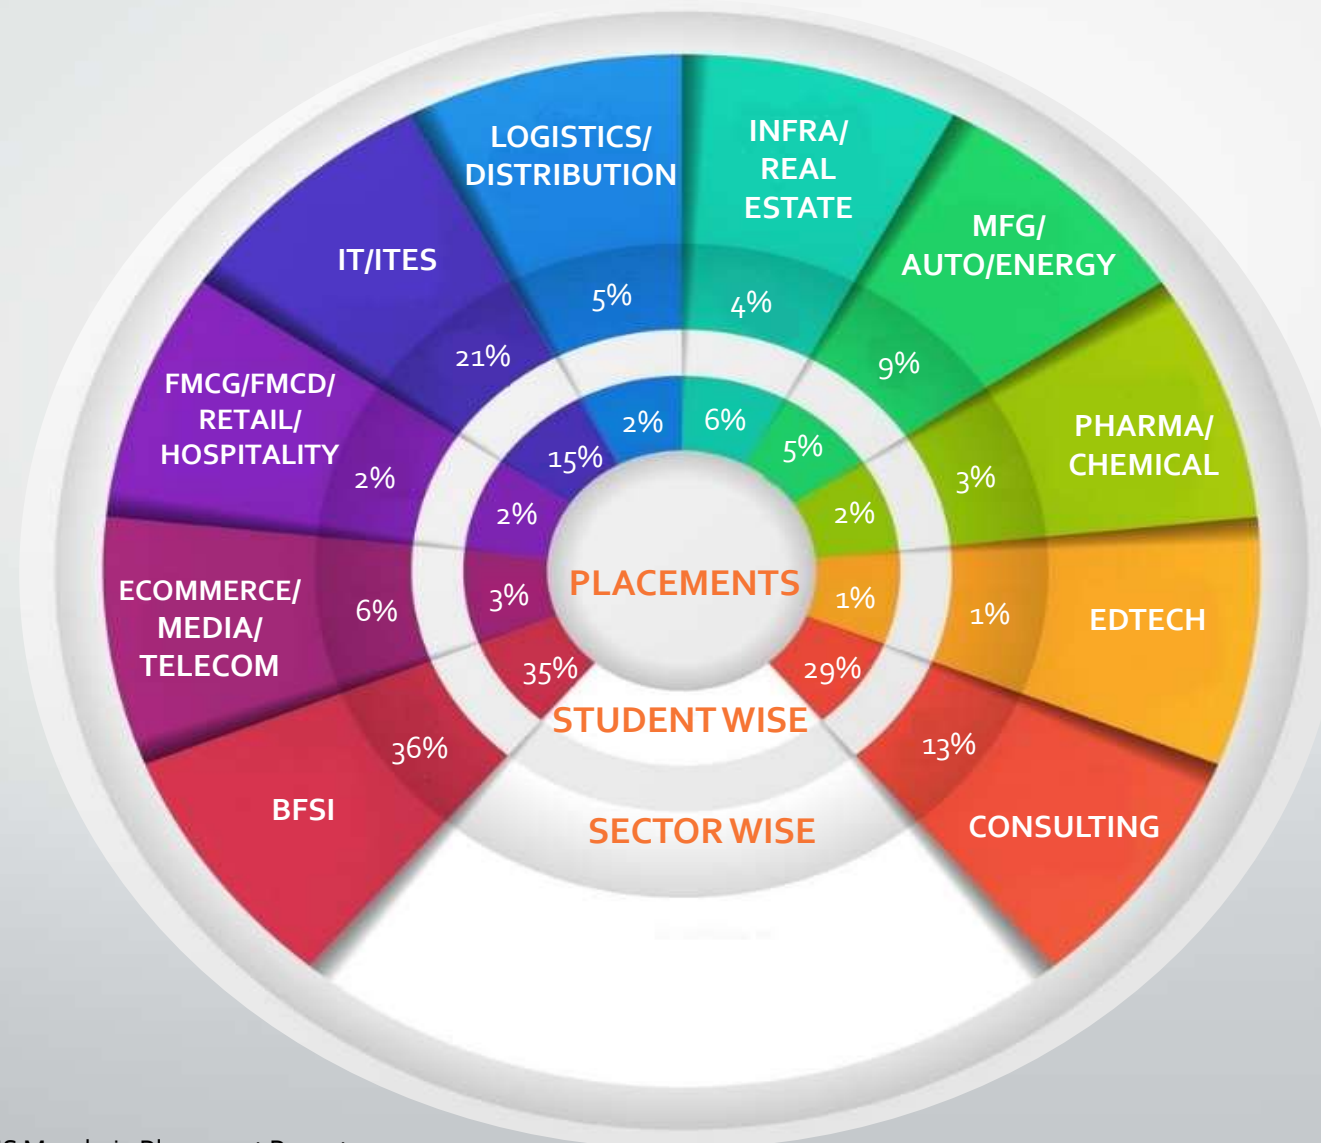 LOGISTICS/
DISTRIBUTION
5%
2%
INFRA/
REAL
ESTATE
4%
6%
MFG/
AUTO/ENERGY
9%
5%
PHARMA/
CHEMICAL
3%
2%
EDTECH
1%
1%
CONSULTING
13%
29%
IT/ITES
21%
15%
FMCG/FMCD/
RETAIL/
HOSPITALITY
2%
2%
ECOMMERCE/
MEDIA/
TELECOM
6%
3%
BFSI
36%
35%
PLACEMENTS
STUDENT WISE
SECTOR WISE